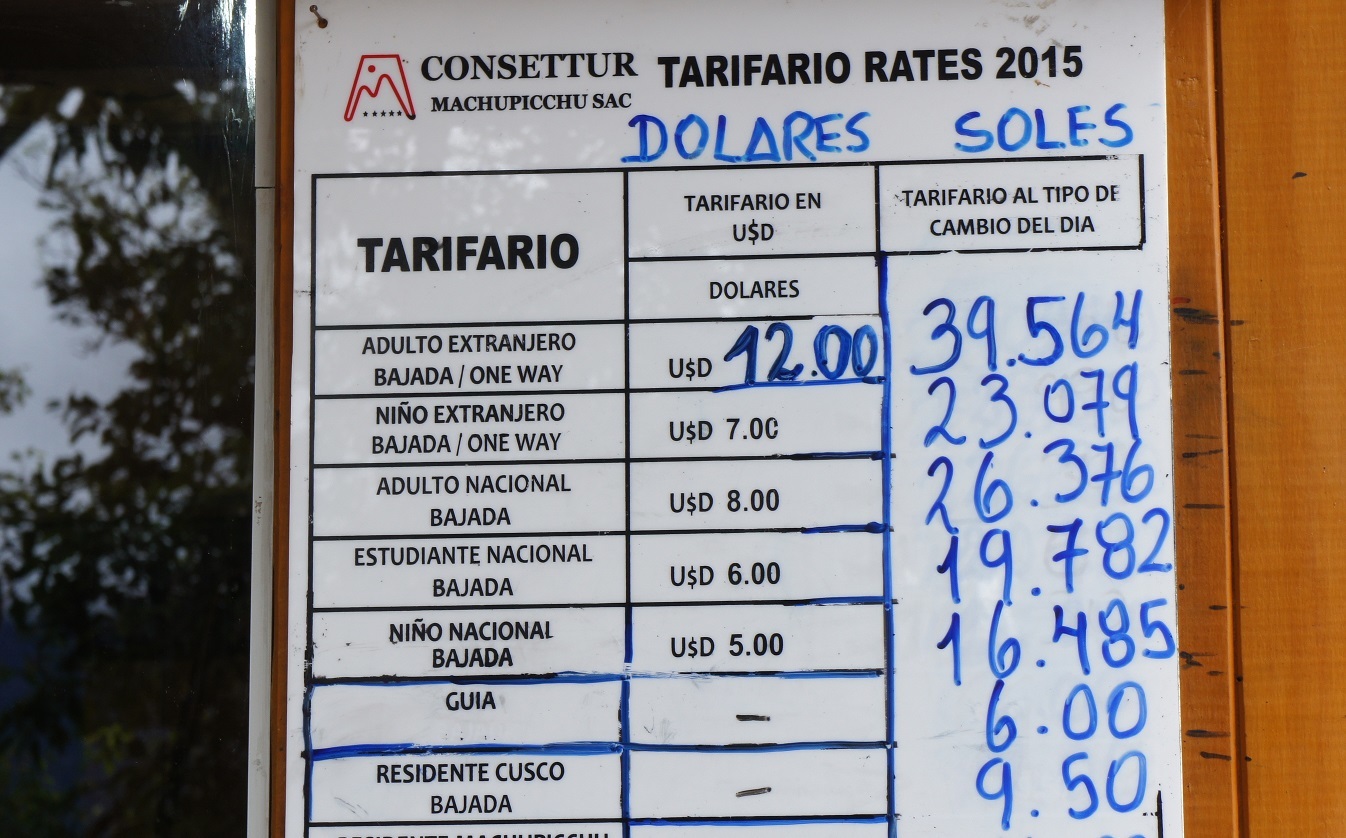 CONSETTUR
MACHUPICCHU SAC
TARIFARIO RATES 2015
DOLARES SOLES
TARIFARIO
TARIFARIO EN
U$D
TARIFARIO AL TIPO DE
CAMBIO DEL DIA
DOLARES
ADULTO EXTRANJERO
BAJADA / ONE WAY
U$D 12.00
39.564
NIÑO EXTRANJERO
BAJADA / ONE WAY
U$D 7.00
23.079
ADULTO NACIONAL
BAJADA
U$D 8.00
26.376
ESTUDIANTE NACIONAL
BAJADA
U$D 6.00
19.782
NIÑO NACIONAL
BAJADA
U$D 5.00
16.485
GUIA
–
6.00
RESIDENTE CUSCO
BAJADA
–
9.50
RESIDENTE MACHUPICCHU